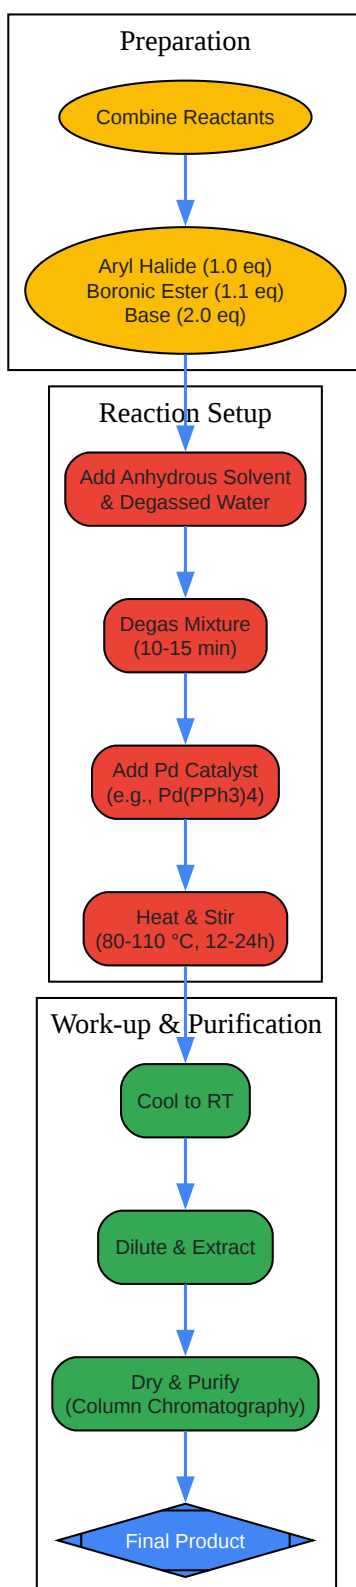 Preparation
Combine Reactants
Aryl Halide (1.0 eq)
Boronic Ester (1.1 eq)
Base (2.0 eq)
Reaction Setup
Add Anhydrous Solvent
& Degassed Water
Degas Mixture
(10-15 min)
Add Pd Catalyst
(e.g., Pd(PPh3)4)
Heat & Stir
(80-110 °C, 12-24h)
Work-up & Purification
Cool to RT
Dilute & Extract
Dry & Purify
(Column Chromatography)
Final Product